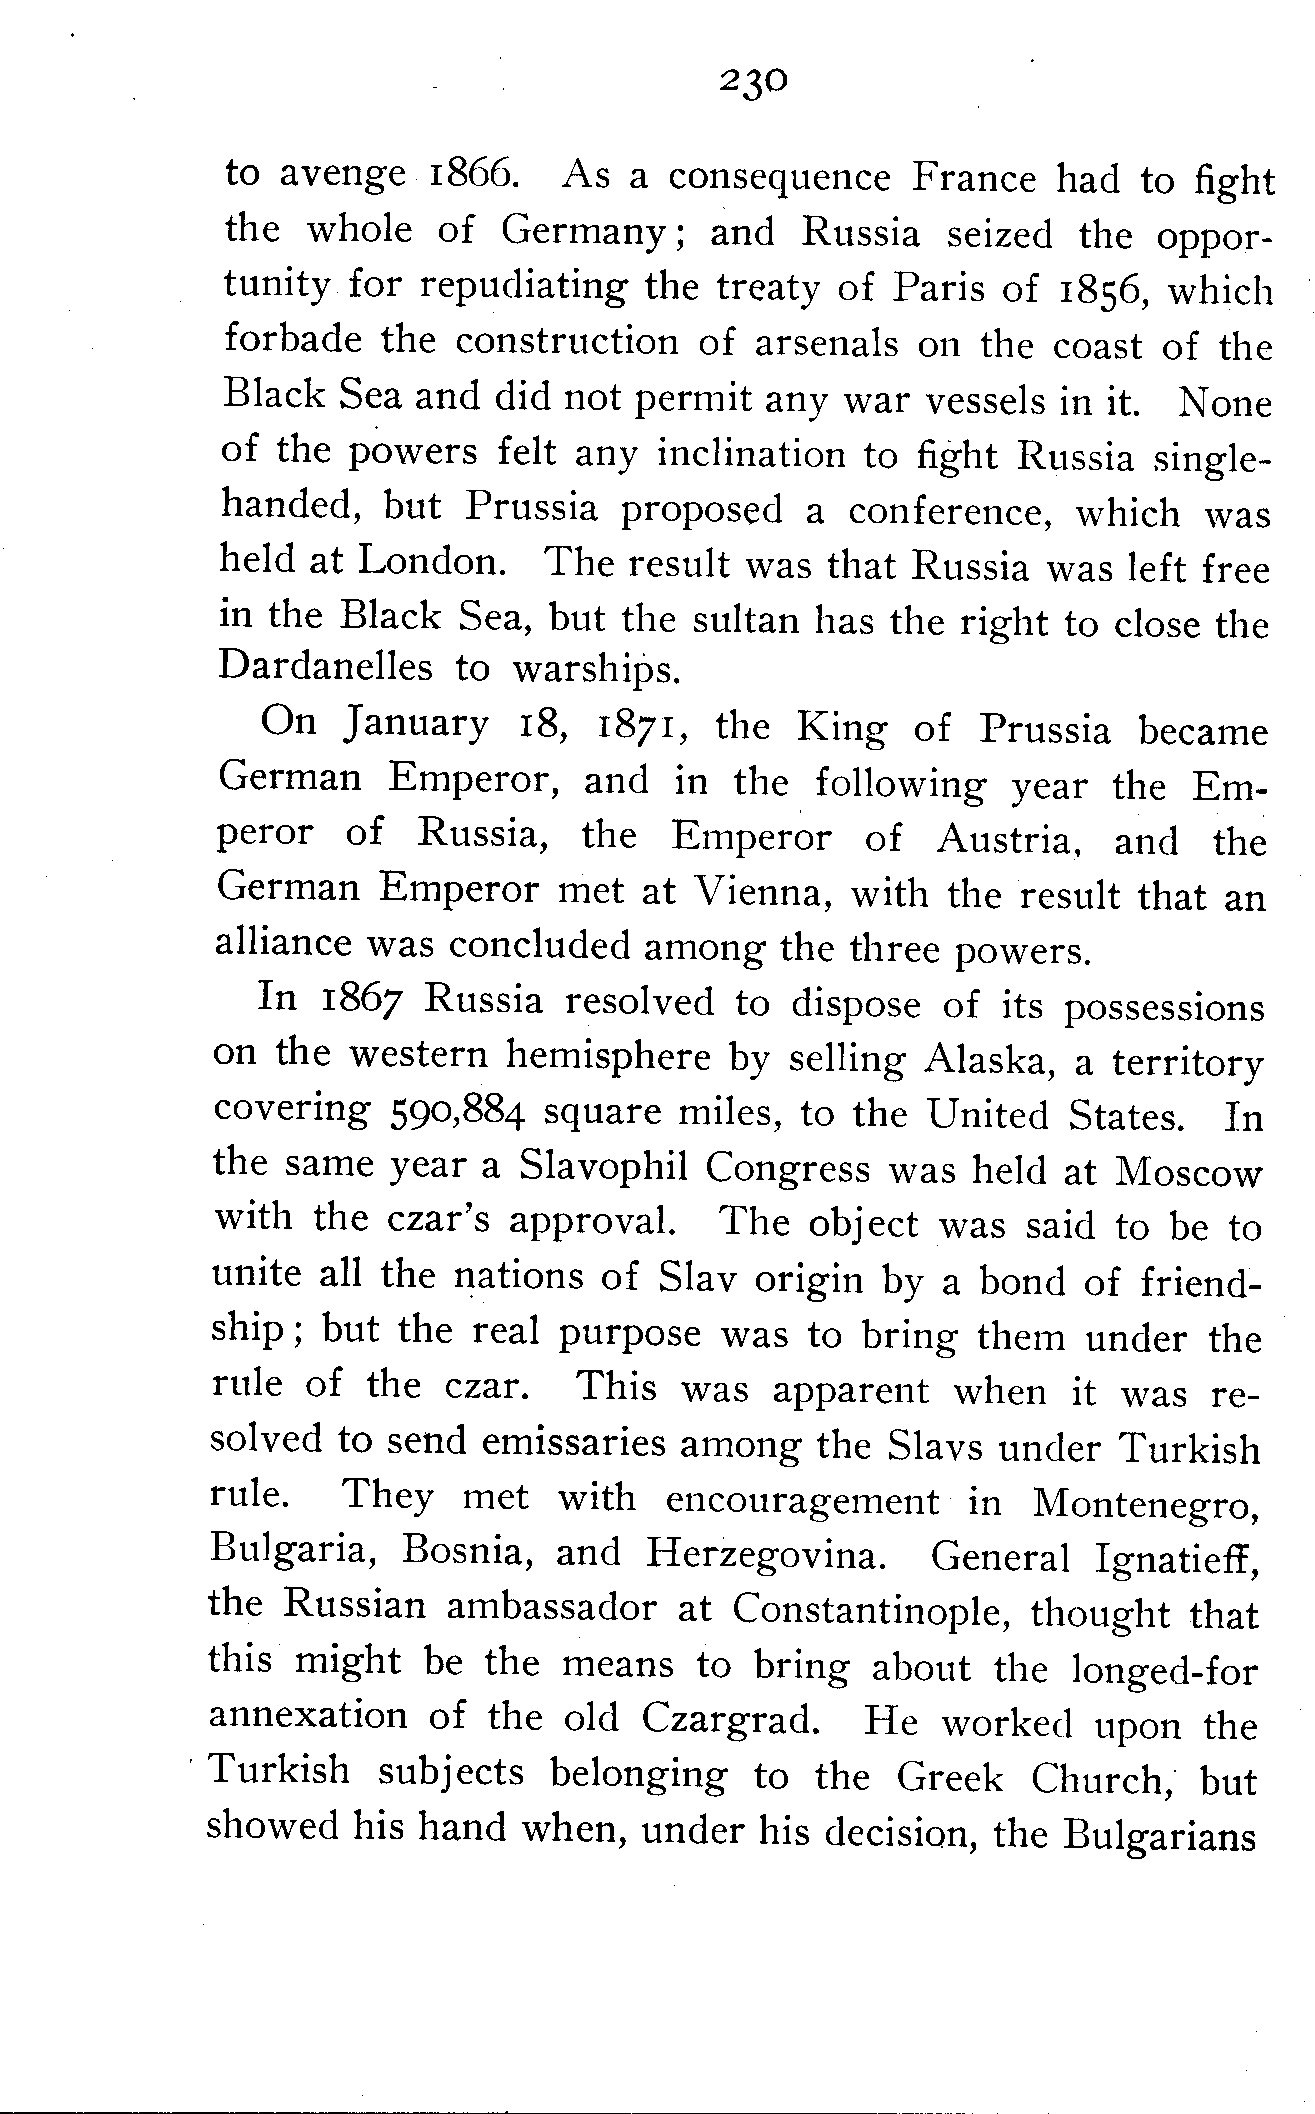 230
to avenge 1866. As a consequence France had to fight
the whole of Germany; and Russia seized the oppor-
tunity for repudiating the treaty of Paris of 1856, which
forbade the construction of arsenals on the coast of the
Black Sea and did not permit any war vessels in it. None
of the powers felt any inclination to fight Russia single-
handed, but Prussia proposed a conference, which was
held at London. The result was that Russia was left free
in the Black Sea, but the sultan has the right to close the
Dardanelles to warships.
On January 18, 1871, the King of Prussia became
German Emperor, and in the following year the Em-
peror of Russia, the Emperor of Austria, and the
German Emperor met at Vienna, with the result that an
alliance was concluded among the three powers.
In 1867 Russia resolved to dispose of its possessions
on the western hemisphere by selling Alaska, a territory
covering 590,884 square miles, to the United States. In
the same year a Slavophil Congress was held at Moscow
with the czar's approval. The object was said to be to
unite all the nations of Slav origin by a bond of friend-
ship; but the real purpose was to bring them under the
rule of the czar. This was apparent when it was re-
solved to send emissaries among the Slavs under Turkish
rule. They met with encouragement in Montenegro,
Bulgaria, Bosnia, and Herzegovina. General Ignatieff,
the Russian ambassador at Constantinople, thought that
this might be the means to bring about the longed-for
annexation of the old Czargrad. He worked upon the
Turkish subjects belonging to the Greek Church, but
showed his hand when, under his decision, the Bulgarians